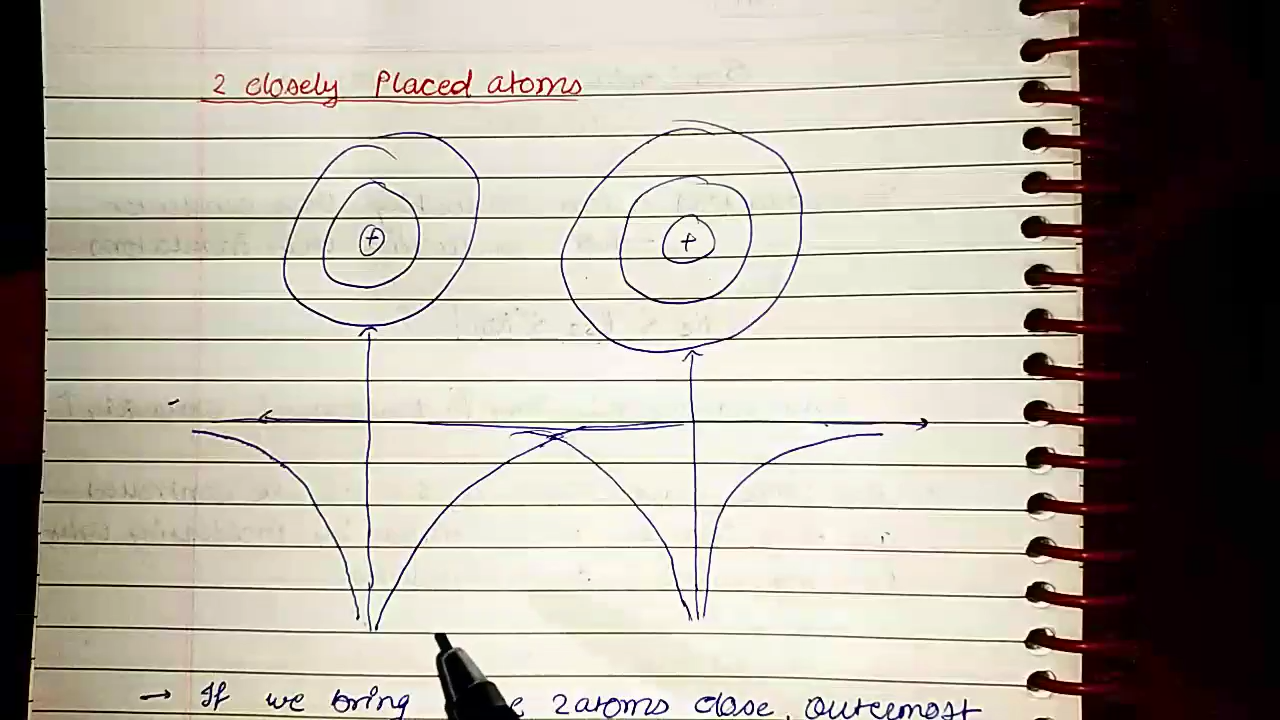 2 closely Placed atoms
+ +
→ If we bring 2 atoms close, outermost